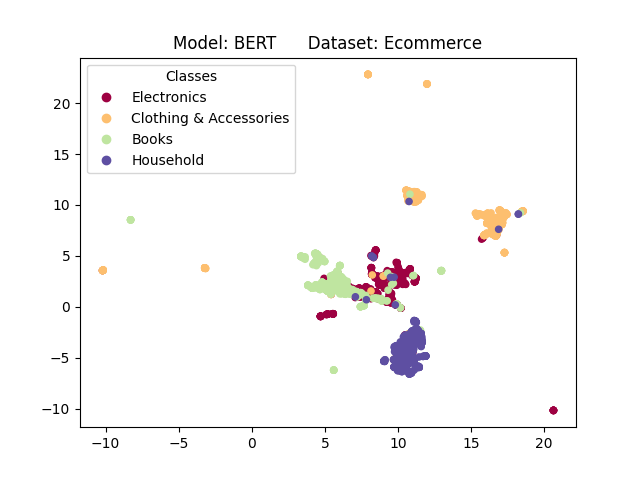 Model: BERT      Dataset: Ecommerce
Classes
Electronics
Clothing & Accessories
Books
Household
20
15
10
5
0
−5
−10
−10 −5 0 5 10 15 20